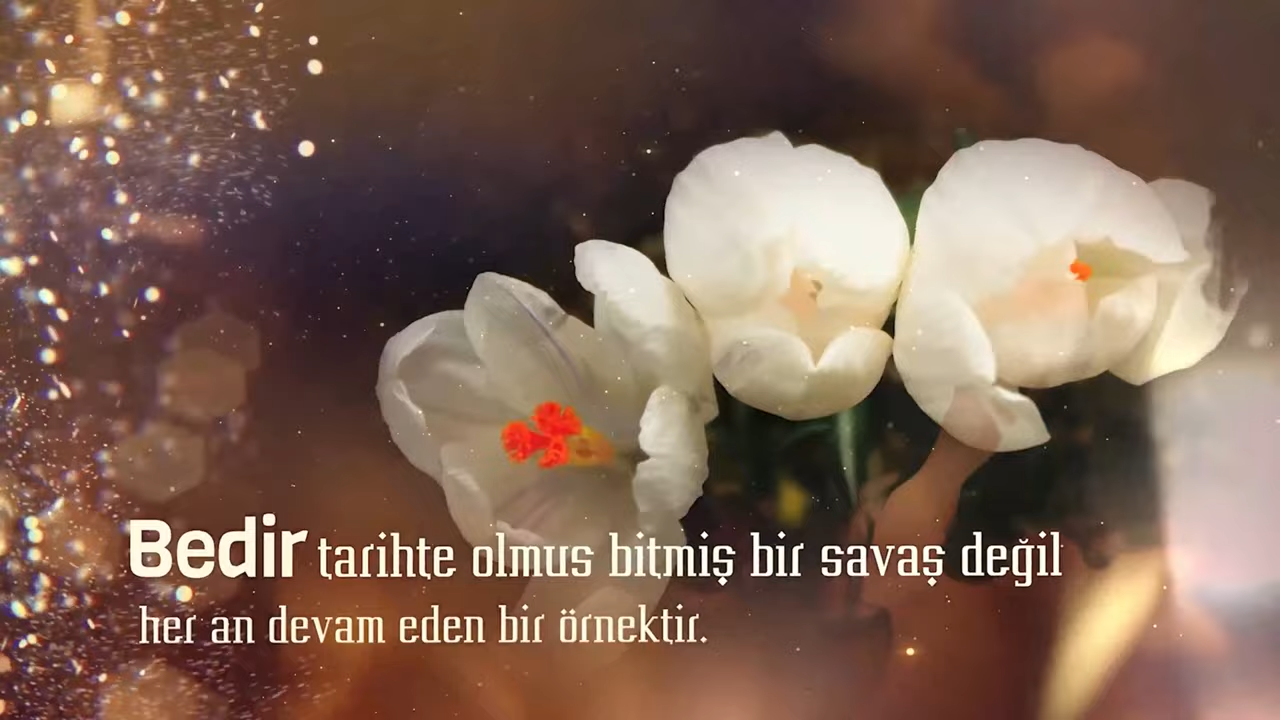 Bedir tarihte olmus bitmiş bir savaş değil
her an devam eden bir örnektir.